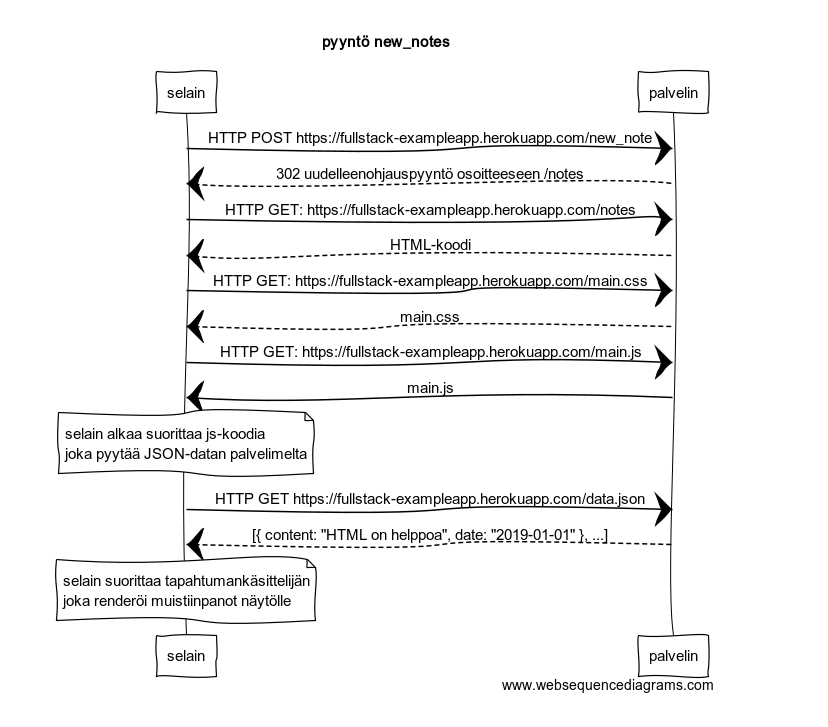 pyyntö new_notes
selain
palvelin
HTTP POST https://fullstack-exampleapp.herokuapp.com/new_note
302 uudelleenohjauspyyntö osoitteeseen /notes
HTTP GET: https://fullstack-exampleapp.herokuapp.com/notes
HTML-koodi
HTTP GET: https://fullstack-exampleapp.herokuapp.com/main.css
main.css
HTTP GET: https://fullstack-exampleapp.herokuapp.com/main.js
main.js
selain alkaa suorittaa js-koodia
joka pyytää JSON-datan palvelimelta
HTTP GET https://fullstack-exampleapp.herokuapp.com/data.json
[{ content: "HTML on helppoa", date: "2019-01-01" }, ...]
selain suorittaa tapahtumankäsittelijän
joka renderöi muistiinpanot näytölle
selain
palvelin
www.websequencediagrams.com